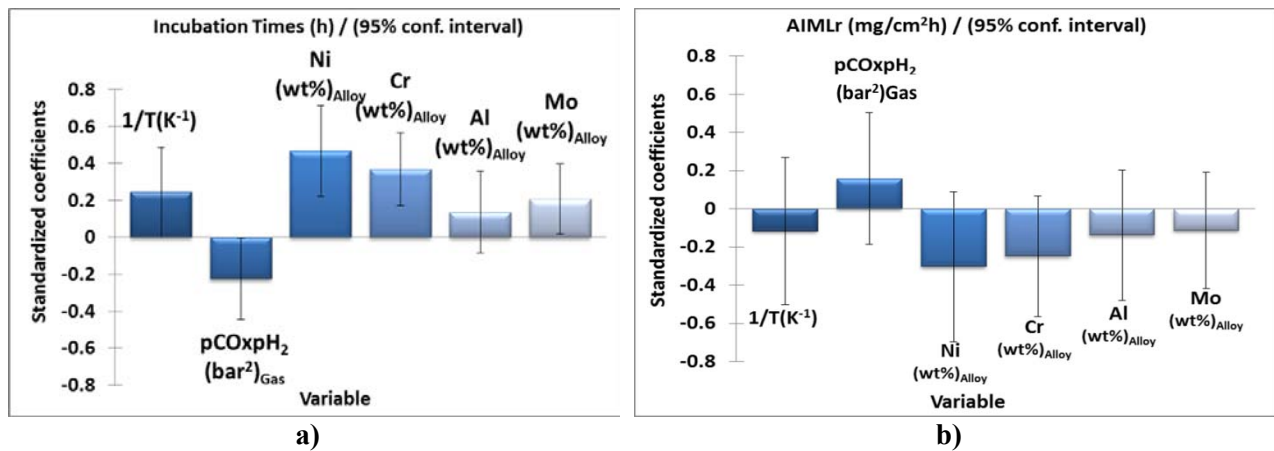 Incubation Times (h) / (95% conf. interval)
Standardized coefficients
0.8
0.6
0.4
0.2
0
-0.2
-0.4
-0.6
-0.8
1/T(K⁻¹)
pCOxpH₂
(bar²)Gas
Ni
(wt%)Alloy
Cr
(wt%)Alloy
Al
(wt%)Alloy
Mo
(wt%)Alloy
Variable
a)
AIMLr (mg/cm²h) / (95% conf. interval)
Standardized coefficients
0.8
0.6
0.4
0.2
0
-0.2
-0.4
-0.6
-0.8
1/T(K⁻¹)
pCOxpH₂
(bar²)Gas
Ni
(wt%)Alloy
Cr
(wt%)Alloy
Al
(wt%)Alloy
Mo
(wt%)Alloy
Variable
b)